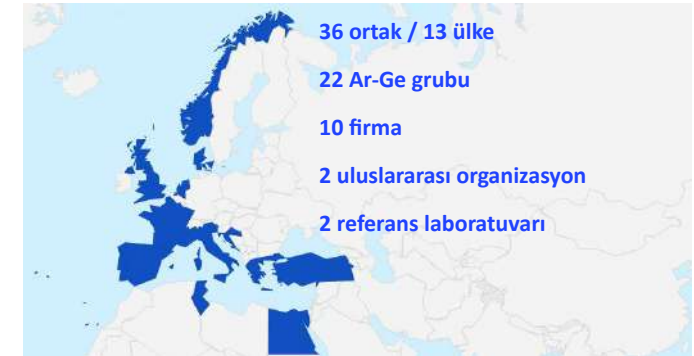 36 ortak / 13 ülke
22 Ar-Ge grubu
10 firma
2 uluslararası organizasyon
2 referans laboratuvarı